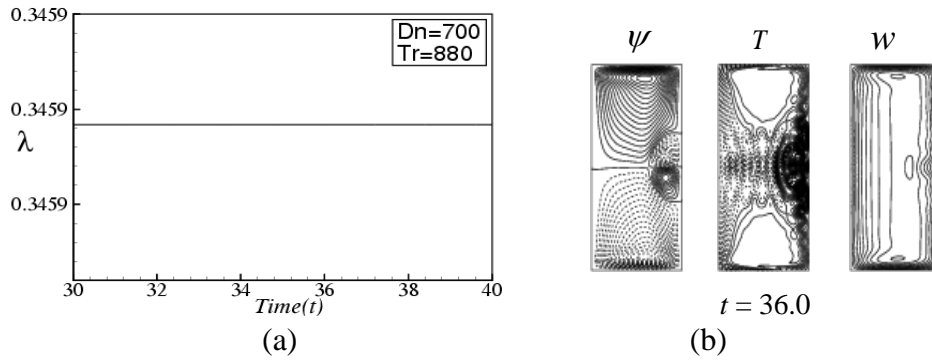 0.3459
Dn=700
Tr=880
0.3459
λ
0.3459
30 32 34 36 38 40
Time(t)
(a)
ψ T w
t = 36.0
(b)